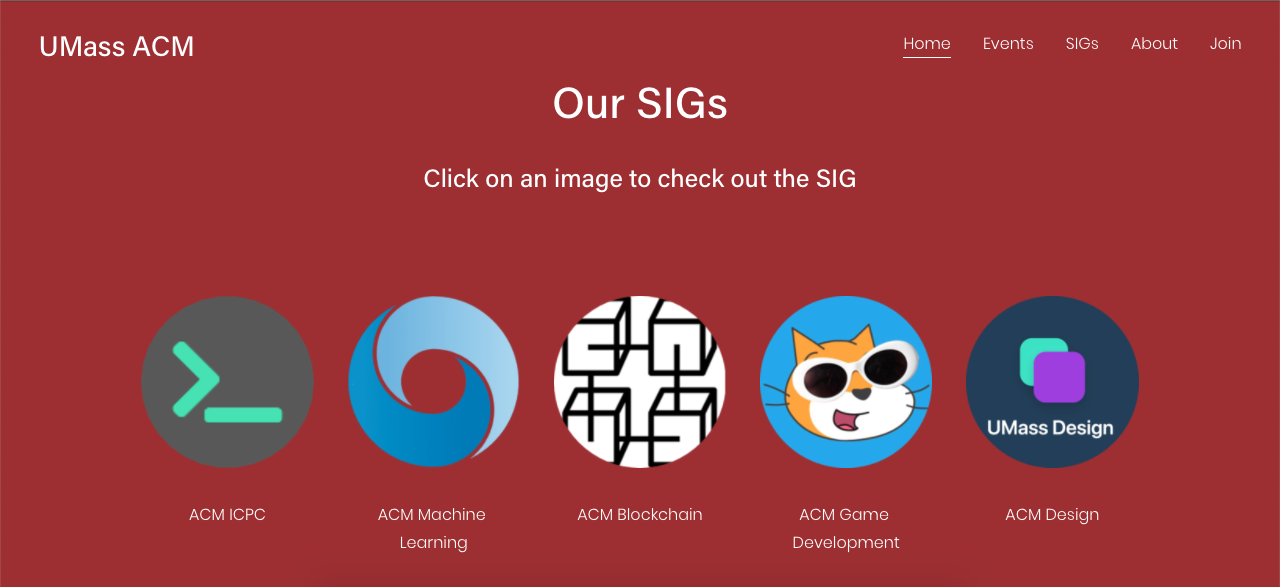 UMass ACM
Home Events SIGs About Join
Our SIGs
Click on an image to check out the SIG
UMass Design
ACM ICPC
ACM Machine
Learning
ACM Blockchain
ACM Game
Development
ACM Design